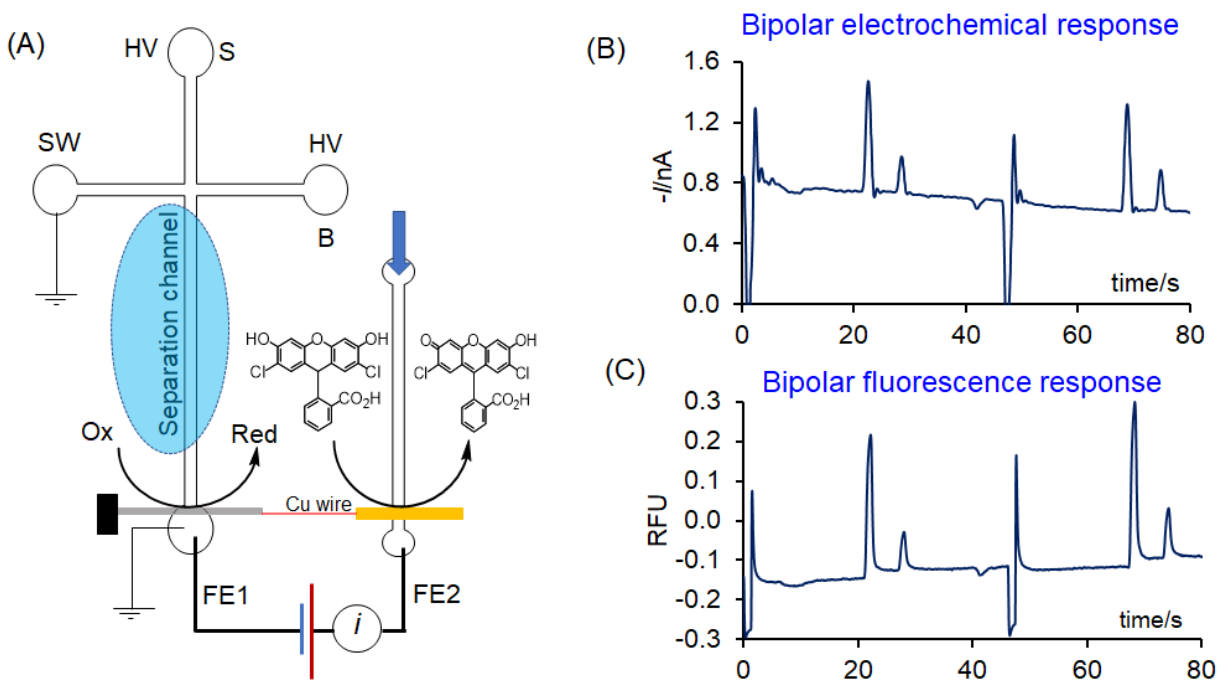 (A)
HV
S
SW
HV
B
Separation channel
HO
O
OH
Cl
Cl
CO₂H
O
O
OH
Cl
Cl
CO₂H
Ox
Red
Cu wire
FE1
FE2
i
Bipolar electrochemical response
(B)
1.6
1.2
0.8
0.4
0.0
-I/nA
time/s
0
20
40
60
80
(C)
Bipolar fluorescence response
0.3
0.2
0.1
0.0
-0.1
-0.2
-0.3
RFU
time/s
0
20
40
60
80